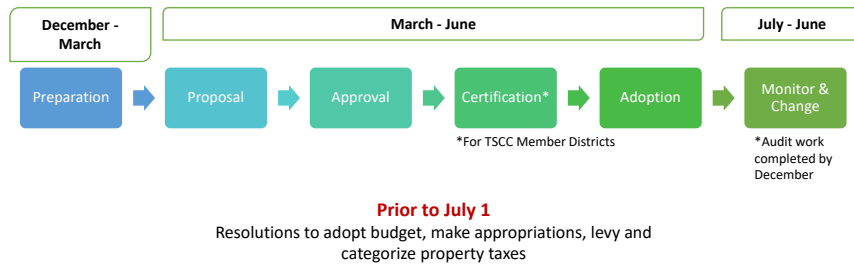 December -
March
March - June
July - June
Preparation
Proposal
Approval
Certification*
Adoption
Monitor &
Change
*For TSCC Member Districts
*Audit work
completed by
December
Prior to July 1
Resolutions to adopt budget, make appropriations, levy and
categorize property taxes